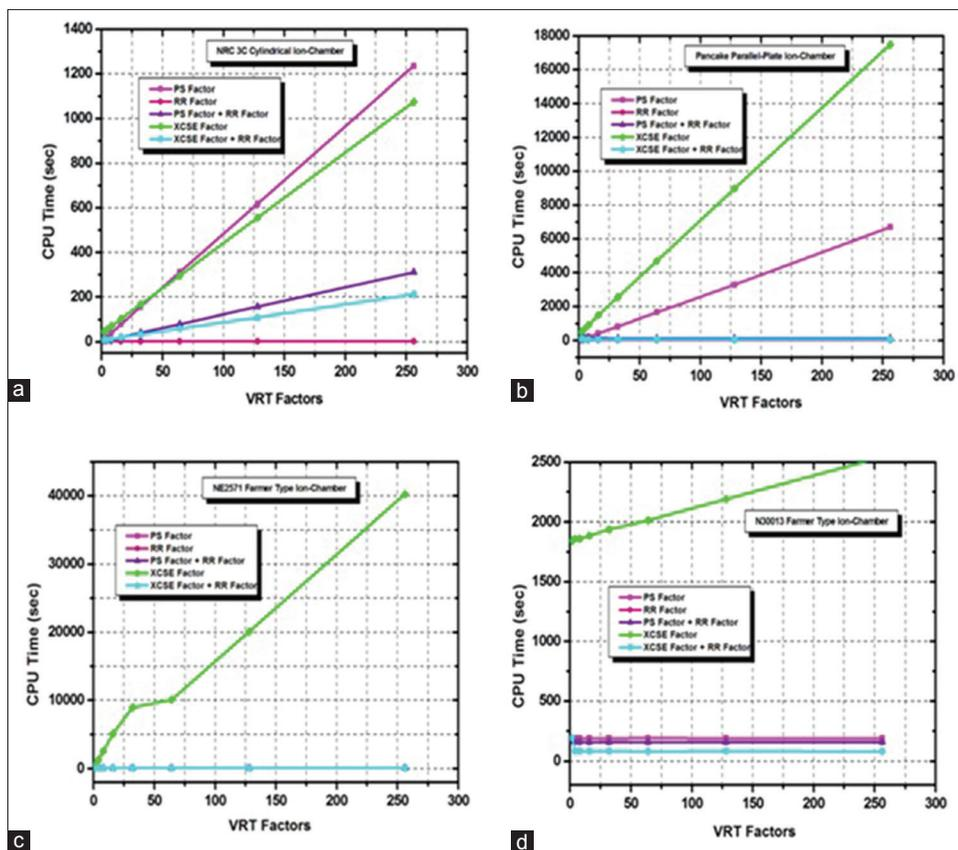 1400
1200
1000
800
600
400
200
0
CPU Time (sec)
NRC 3C Cylindrical Ion-Chamber
PS Factor
RR Factor
PS Factor + RR Factor
XCSE Factor
XCSE Factor + RR Factor
0 50 100 150 200 250 300
VRT Factors
a
18000
16000
14000
12000
10000
8000
6000
4000
2000
0
CPU Time (sec)
Pancake Parallel-Plate Ion-Chamber
PS Factor
RR Factor
PS Factor + RR Factor
XCSE Factor
XCSE Factor + RR Factor
0 50 100 150 200 250 300
VRT Factors
b
40000
30000
20000
10000
0
CPU Time (sec)
NE2571 Farmer Type Ion-Chamber
PS Factor
RR Factor
PS Factor + RR Factor
XCSE Factor
XCSE Factor + RR Factor
0 50 100 150 200 250 300
VRT Factors
c
2500
2000
1500
1000
500
0
CPU Time (sec)
N30013 Farmer Type Ion-Chamber
PS Factor
RR Factor
PS Factor + RR Factor
XCSE Factor
XCSE Factor + RR Factor
0 50 100 150 200 250 300
VRT Factors
d